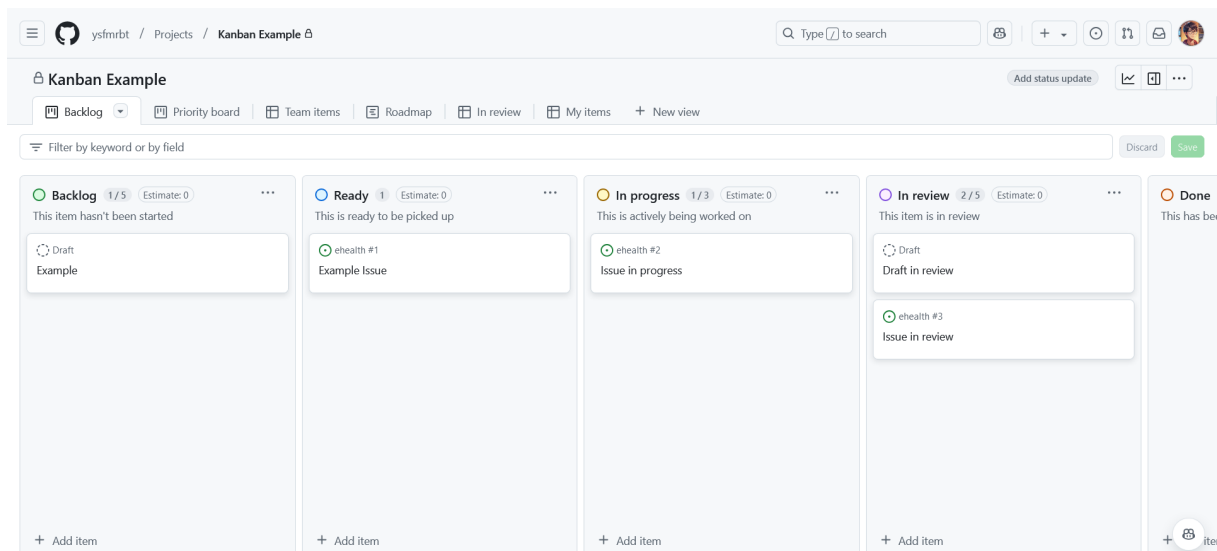 ysfmrbt / Projects / Kanban Example
Type / to search
Kanban Example
Add status update
Backlog
Priority board
Team items
Roadmap
In review
My items
+ New view
Filter by keyword or by field
Discard
Save
Backlog 1 / 5 Estimate: 0
This item hasn't been started
Draft
Example
+ Add item
Ready 1 Estimate: 0
This is ready to be picked up
ehealth #1
Example Issue
+ Add item
In progress 1 / 3 Estimate: 0
This is actively being worked on
ehealth #2
Issue in progress
+ Add item
In review 2 / 5 Estimate: 0
This item is in review
Draft
Draft in review
ehealth #3
Issue in review
+ Add item
Done
This has